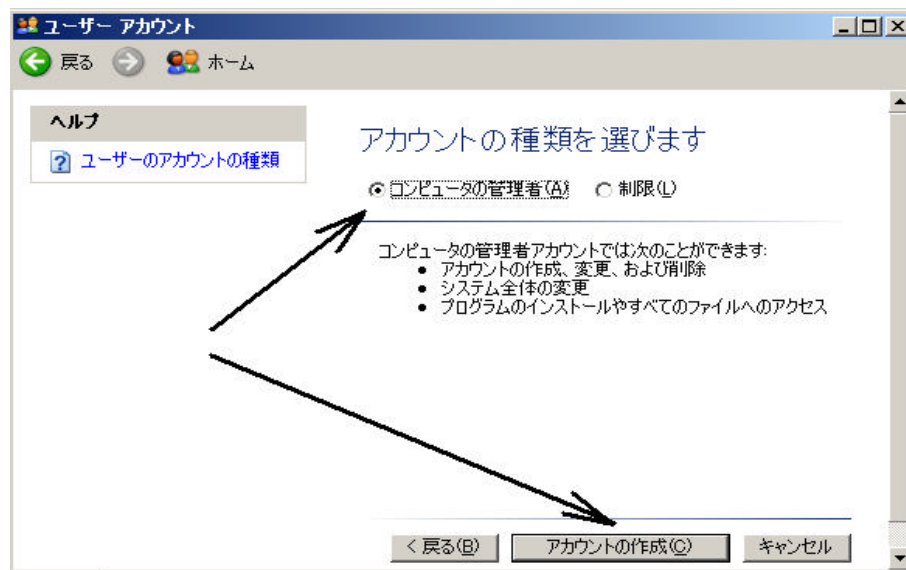 ユーザー アカウント
戻る ホーム
ヘルプ
ユーザーのアカウントの種類
アカウントの種類を選びます
コンピュータの管理者(A) 制限(L)
コンピュータの管理者アカウントでは次のことができます:
• アカウントの作成、変更、および削除
• システム全体の変更
• プログラムのインストールやすべてのファイルへのアクセス
< 戻る(B) アカウントの作成(C) キャンセル